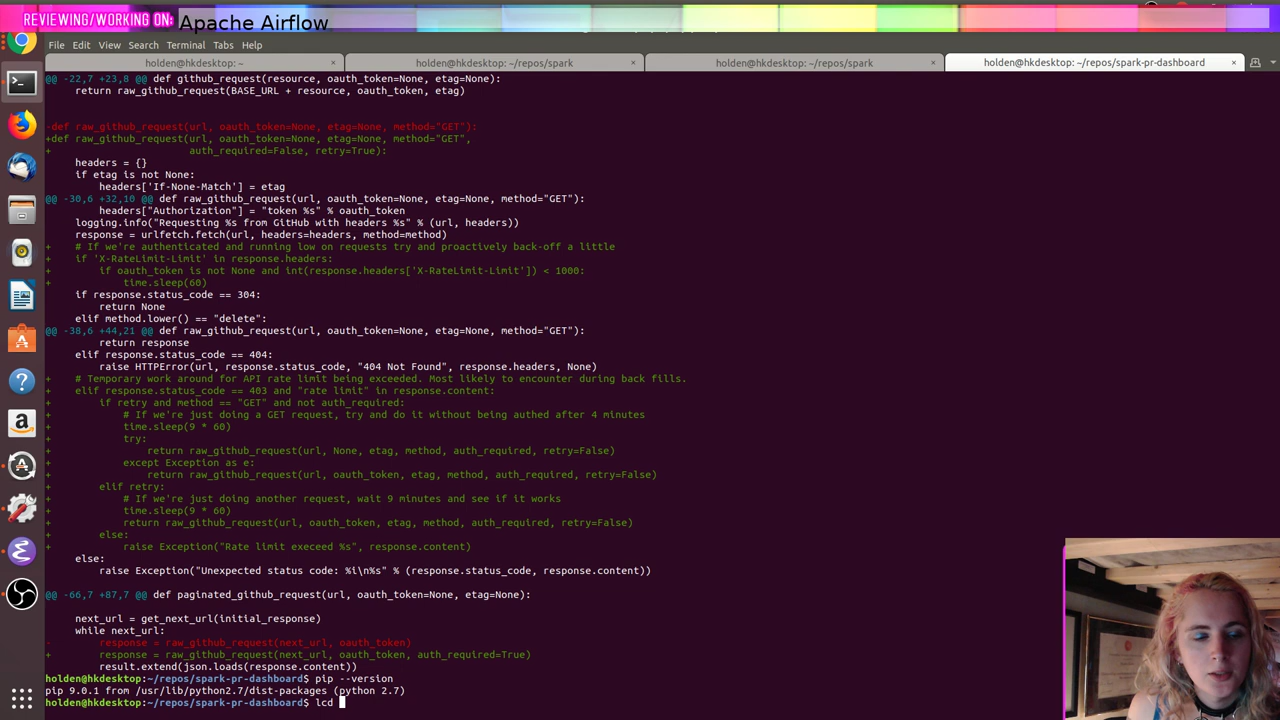 REVIEWING/WORKING ON: Apache Airflow
File Edit View Search Terminal Tabs Help
holden@hkdesktop: ~ × holden@hkdesktop: ~/repos/spark × holden@hkdesktop: ~/repos/spark × holden@hkdesktop: ~/repos/spark-pr-dashboard ×
@@ -22,7 +23,8 @@ def github_request(resource, oauth_token=None, etag=None):
return raw_github_request(BASE_URL + resource, oauth_token, etag)
-def raw_github_request(url, oauth_token=None, etag=None, method="GET"):
+def raw_github_request(url, oauth_token=None, etag=None, method="GET",
+ auth_required=False, retry=True):
headers = {}
if etag is not None:
headers['If-None-Match'] = etag
@@ -30,6 +32,10 @@ def raw_github_request(url, oauth_token=None, etag=None, method="GET"):
headers["Authorization"] = "token %s" % oauth_token
logging.info("Requesting %s from GitHub with headers %s" % (url, headers))
response = urlfetch.fetch(url, headers=headers, method=method)
+ # If we're authenticated and running low on requests try and proactively back-off a little
+ if 'X-RateLimit-Limit' in response.headers:
+ if oauth_token is not None and int(response.headers['X-RateLimit-Limit']) < 1000:
+ time.sleep(60)
if response.status_code == 304:
return None
elif method.lower() == "delete":
@@ -38,6 +44,21 @@ def raw_github_request(url, oauth_token=None, etag=None, method="GET"):
return response
elif response.status_code == 404:
raise HTTPError(url, response.status_code, "404 Not Found", response.headers, None)
+ # Temporary work around for API rate limit being exceeded. Most likely to encounter during back fills.
+ elif response.status_code == 403 and "rate limit" in response.content:
+ if retry and method == "GET" and not auth_required:
+ # If we're just doing a GET request, try and do it without being authed after 4 minutes
+ time.sleep(9 * 60)
+ try:
+ return raw_github_request(url, None, etag, method, auth_required, retry=False)
+ except Exception as e:
+ return raw_github_request(url, oauth_token, etag, method, auth_required, retry=False)
+ elif retry:
+ # If we're just doing another request, wait 9 minutes and see if it works
+ time.sleep(9 * 60)
+ return raw_github_request(url, oauth_token, etag, method, auth_required, retry=False)
+ else:
+ raise Exception("Rate limit execeed %s", response.content)
else:
raise Exception("Unexpected status code: %i\n%s" % (response.status_code, response.content))
@@ -66,7 +87,7 @@ def paginated_github_request(url, oauth_token=None, etag=None):
next_url = get_next_url(initial_response)
while next_url:
- response = raw_github_request(next_url, oauth_token)
+ response = raw_github_request(next_url, oauth_token, auth_required=True)
result.extend(json.loads(response.content))
holden@hkdesktop:~/repos/spark-pr-dashboard$ pip --version
pip 9.0.1 from /usr/lib/python2.7/dist-packages (python 2.7)
holden@hkdesktop:~/repos/spark-pr-dashboard$ lcd